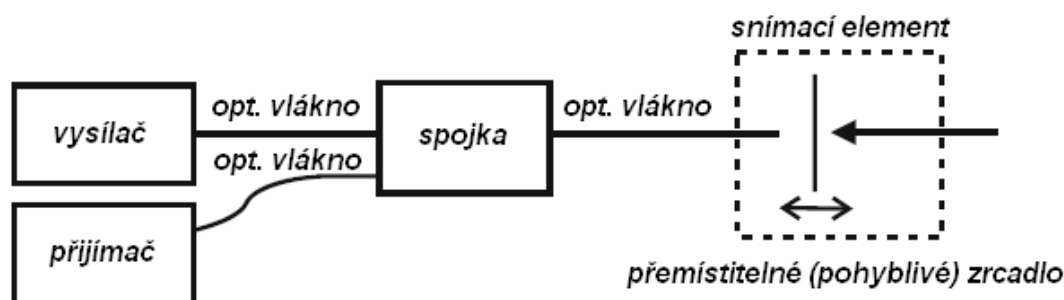 snímací element
vysílač
opt. vlákno
spojka
opt. vlákno
opt. vlákno
přijímač
přemístitelné (pohyblivé) zrcadlo